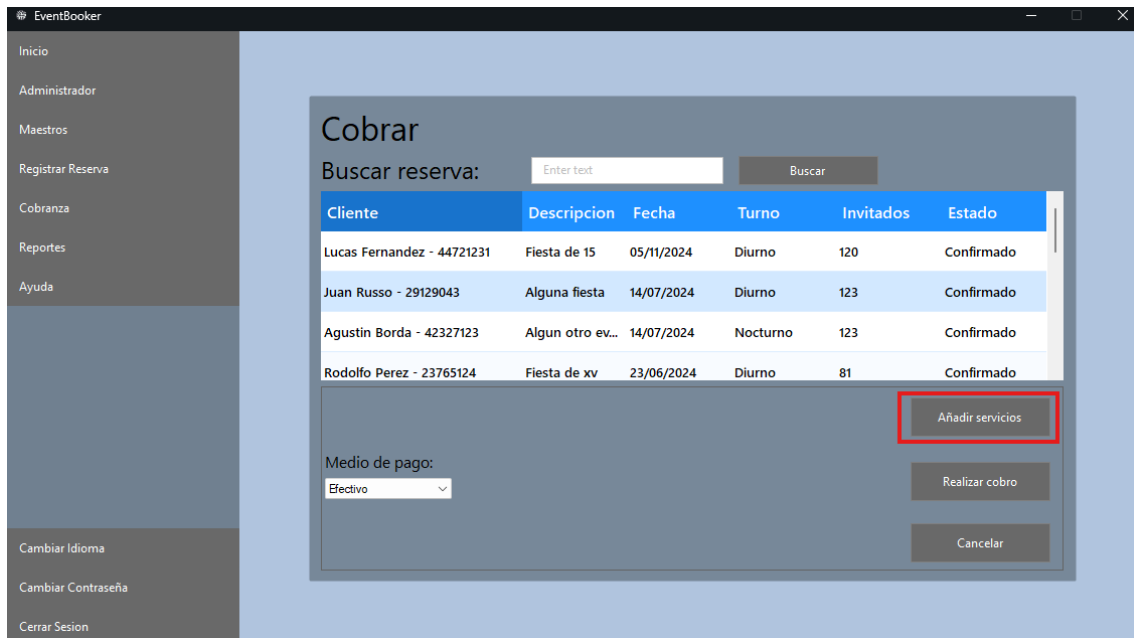 EventBooker
Inicio
Administrador
Maestros
Registrar Reserva
Cobranza
Reportes
Ayuda
Cambiar Idioma
Cambiar Contraseña
Cerrar Sesion
Cobrar
Buscar reserva: Enter text Buscar
Cliente Descripcion Fecha Turno Invitados Estado
Lucas Fernandez - 44721231 Fiesta de 15 05/11/2024 Diurno 120 Confirmado
Juan Russo - 29129043 Alguna fiesta 14/07/2024 Diurno 123 Confirmado
Agustin Borda - 42327123 Algun otro ev... 14/07/2024 Nocturno 123 Confirmado
Rodolfo Perez - 23765124 Fiesta de xv 23/06/2024 Diurno 81 Confirmado
Añadir servicios
Medio de pago:
Efectivo
Realizar cobro
Cancelar